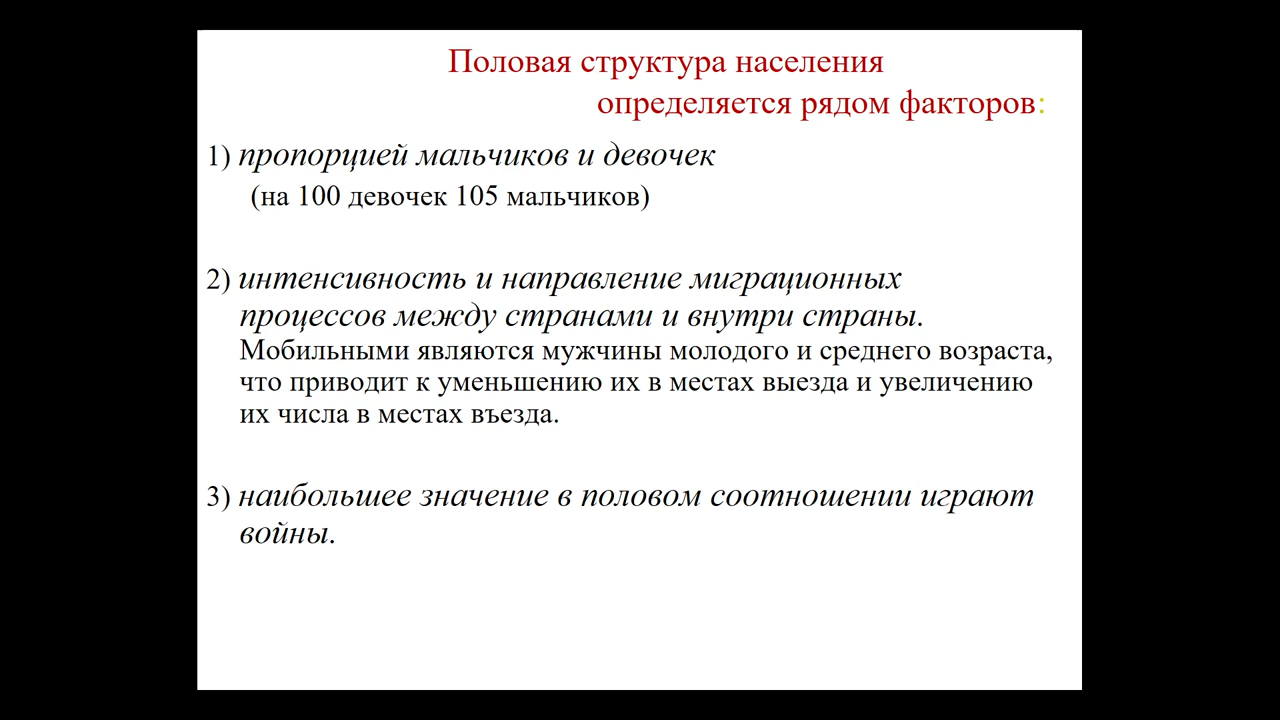 Половая структура населения
определяется рядом факторов:
1) пропорцией мальчиков и девочек
(на 100 девочек 105 мальчиков)
2) интенсивность и направление миграционных
процессов между странами и внутри страны.
Мобильными являются мужчины молодого и среднего возраста,
что приводит к уменьшению их в местах выезда и увеличению
их числа в местах въезда.
3) наибольшее значение в половом соотношении играют
войны.